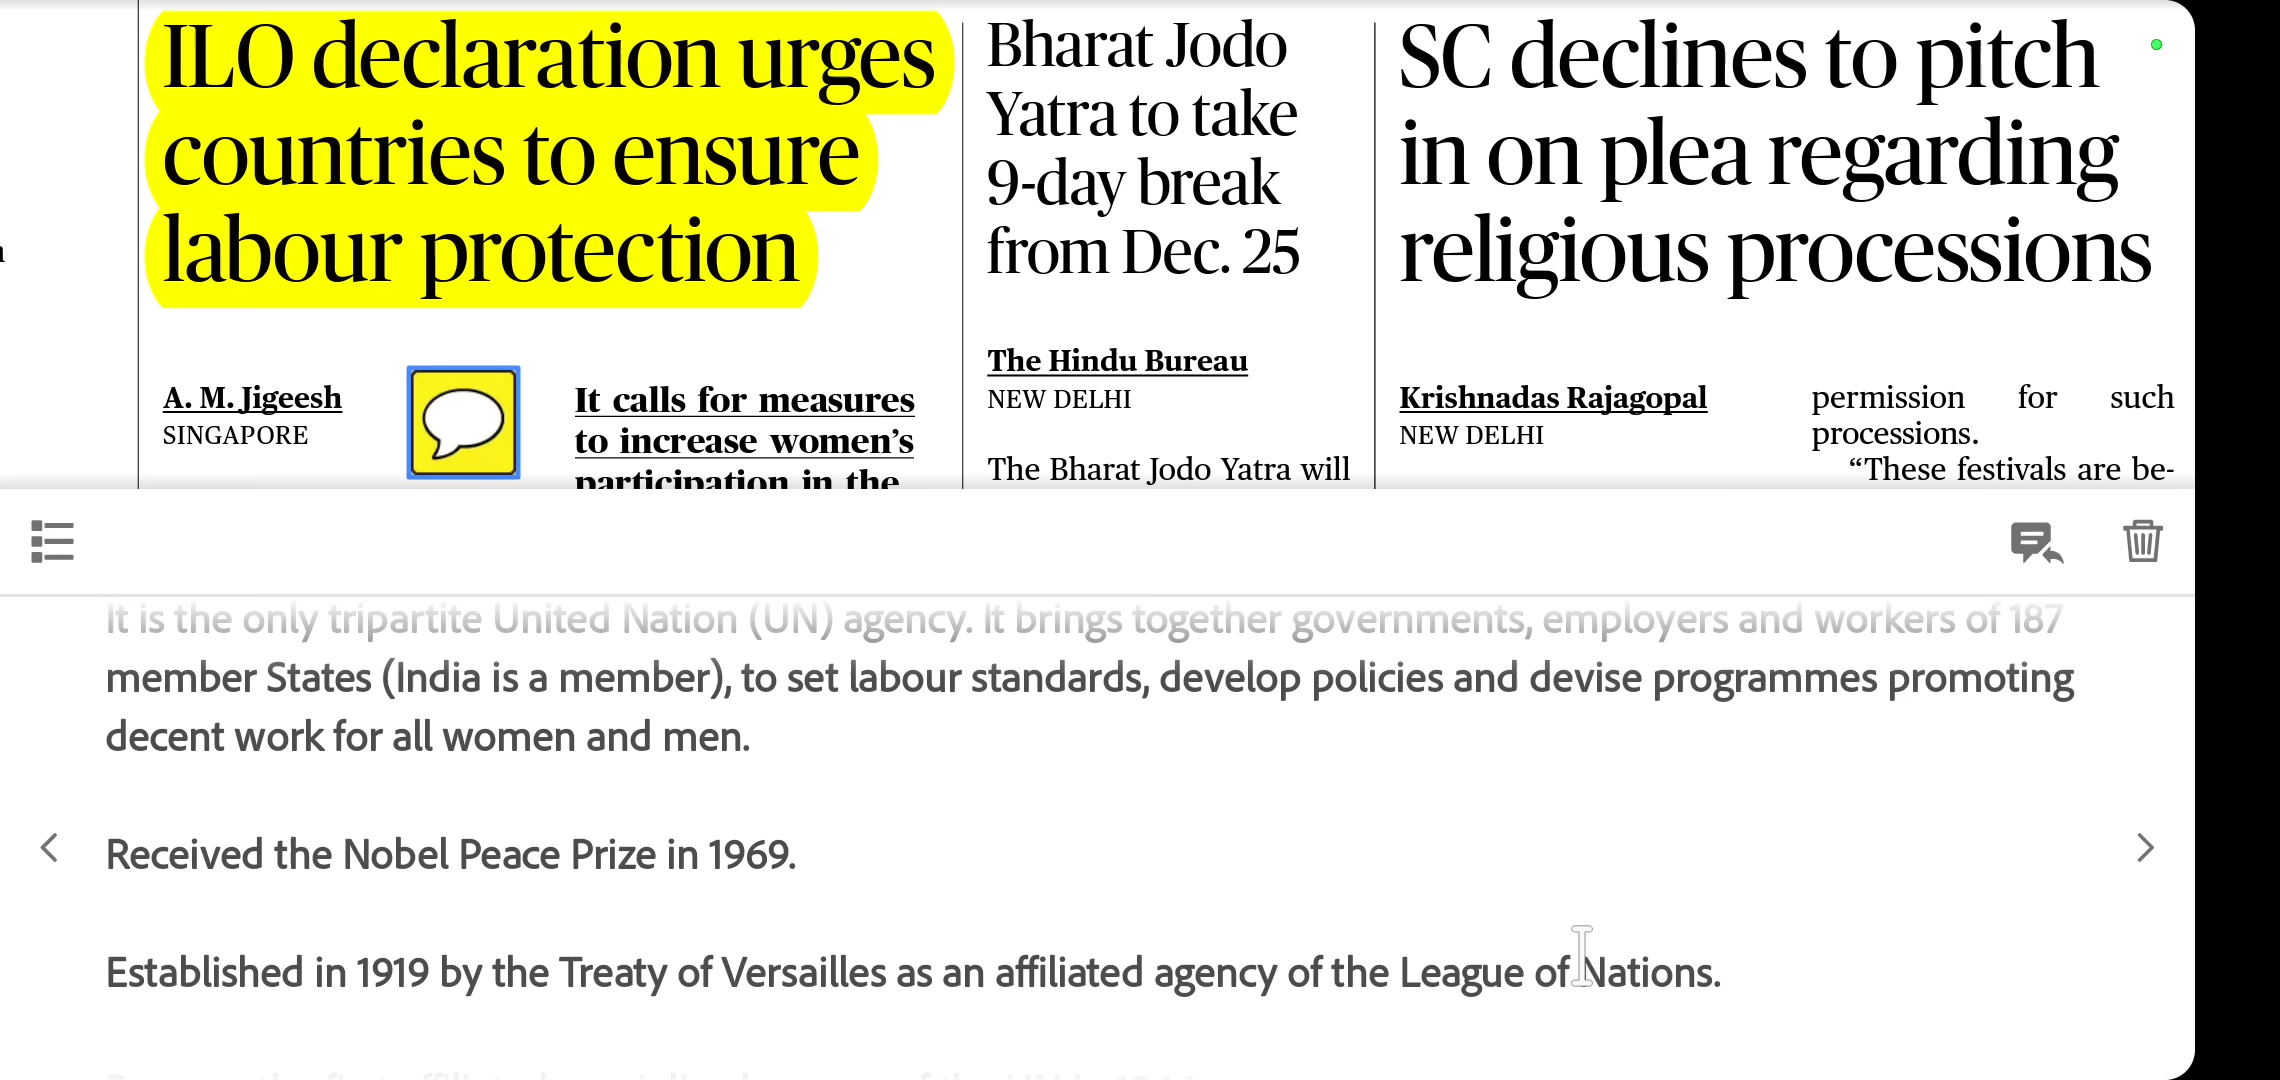 ILO declaration urges
countries to ensure
labour protection
A. M. Jigeesh
SINGAPORE
It calls for measures
to increase women’s
participation in the
Bharat Jodo
Yatra to take
9-day break
from Dec. 25
The Hindu Bureau
NEW DELHI
The Bharat Jodo Yatra will
SC declines to pitch
in on plea regarding
religious processions
Krishnadas Rajagopal
NEW DELHI
permission for such
processions.
“These festivals are be-
It is the only tripartite United Nation (UN) agency. It brings together governments, employers and workers of 187
member States (India is a member), to set labour standards, develop policies and devise programmes promoting
decent work for all women and men.
Received the Nobel Peace Prize in 1969.
Established in 1919 by the Treaty of Versailles as an affiliated agency of the League of Nations.